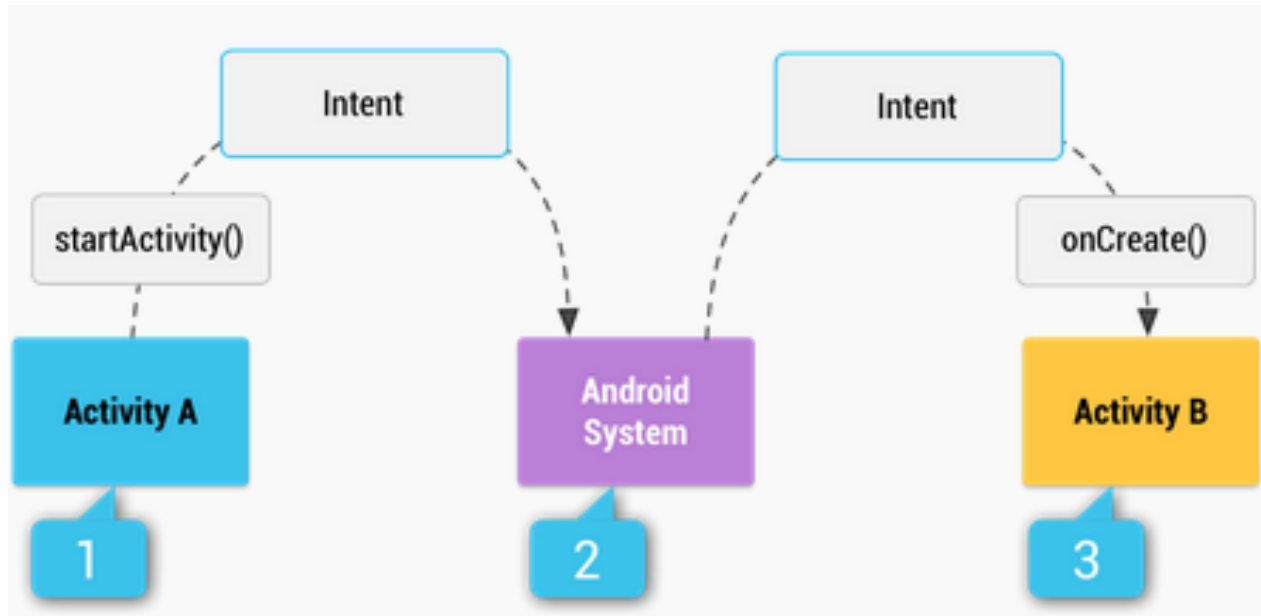 Intent
Intent
startActivity()
onCreate()
Activity A
Android
System
Activity B
1
2
3